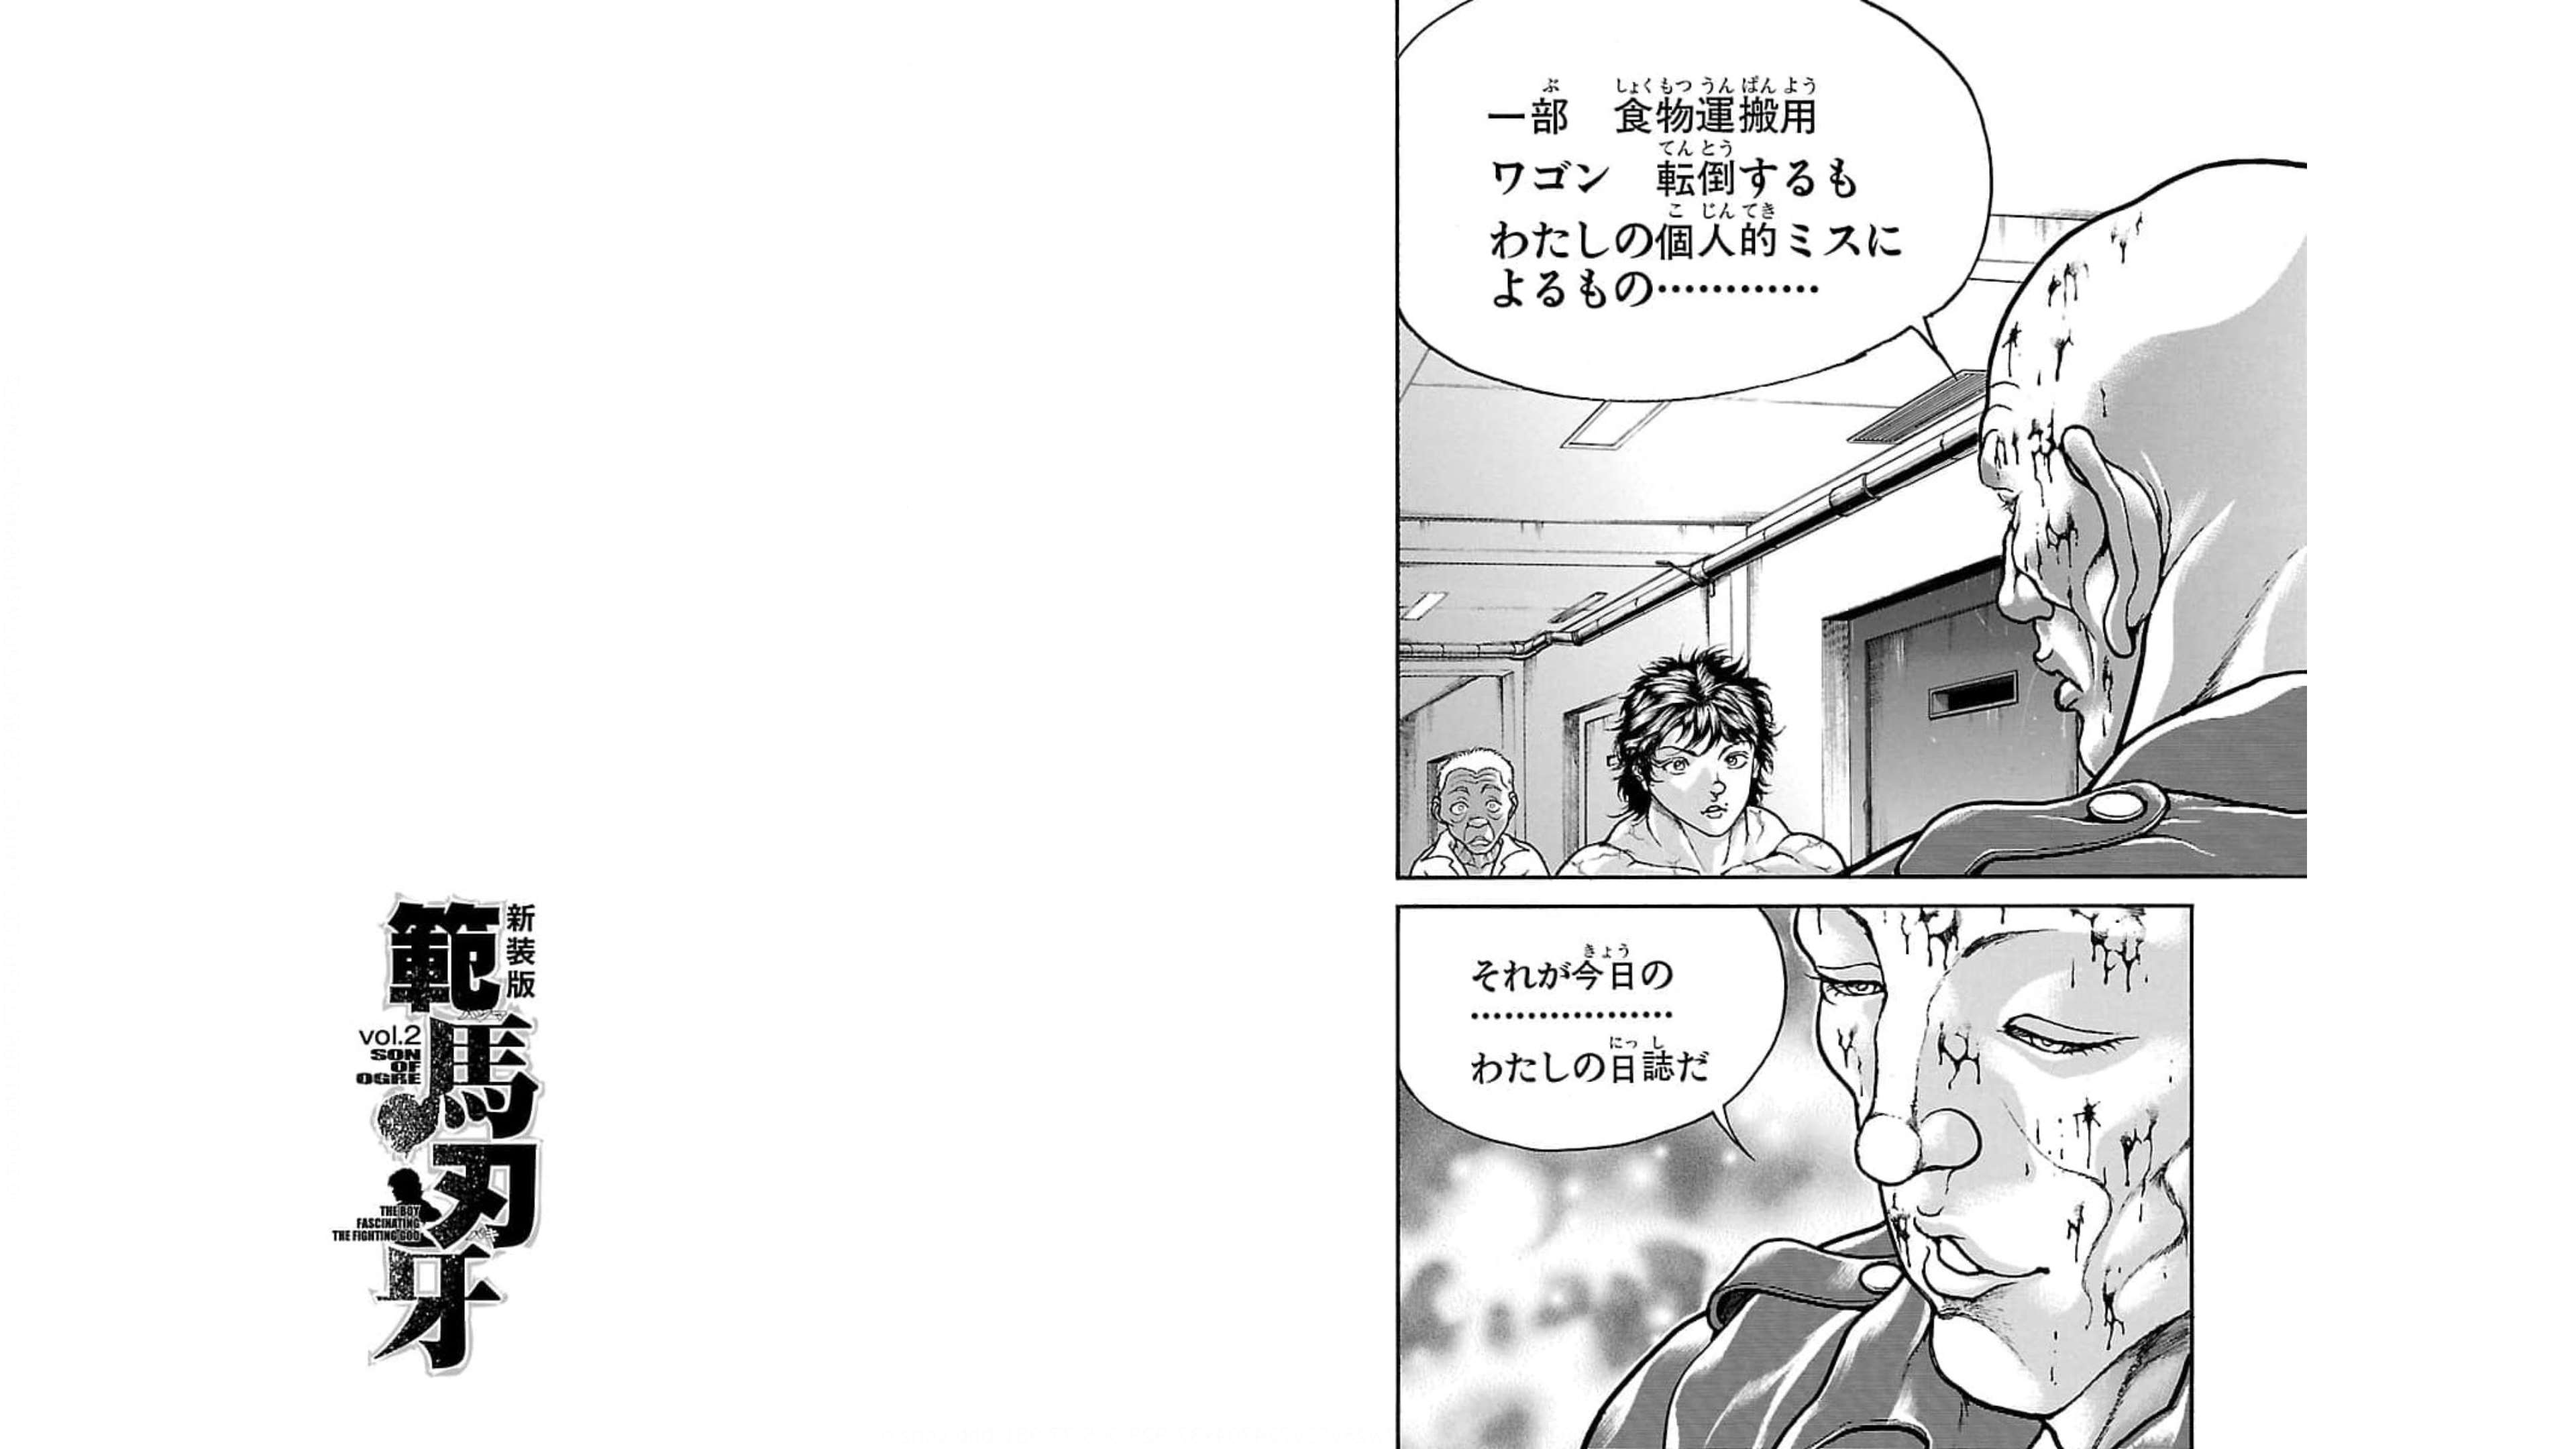 一部　食物運搬用
ワゴン　転倒するも
わたしの個人的ミスに
よるもの…………
それが今日の
………………
わたしの日誌だ
新装版
範馬刃牙
vol.2
SON
OF
OGRE
THE BOY
FASCINATING
THE FIGHTING GOD